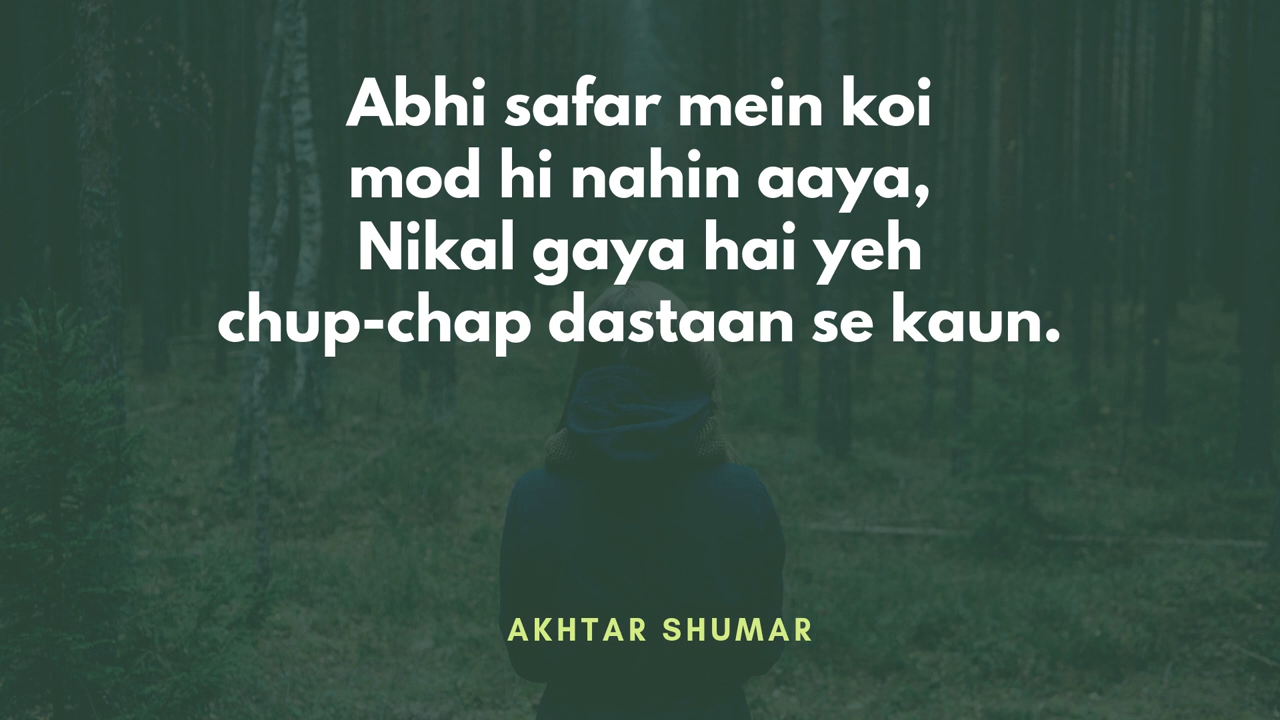 Abhi safar mein koi
mod hi nahin aaya,
Nikal gaya hai yeh
chup-chap dastaan se kaun.
AKHTAR SHUMAR